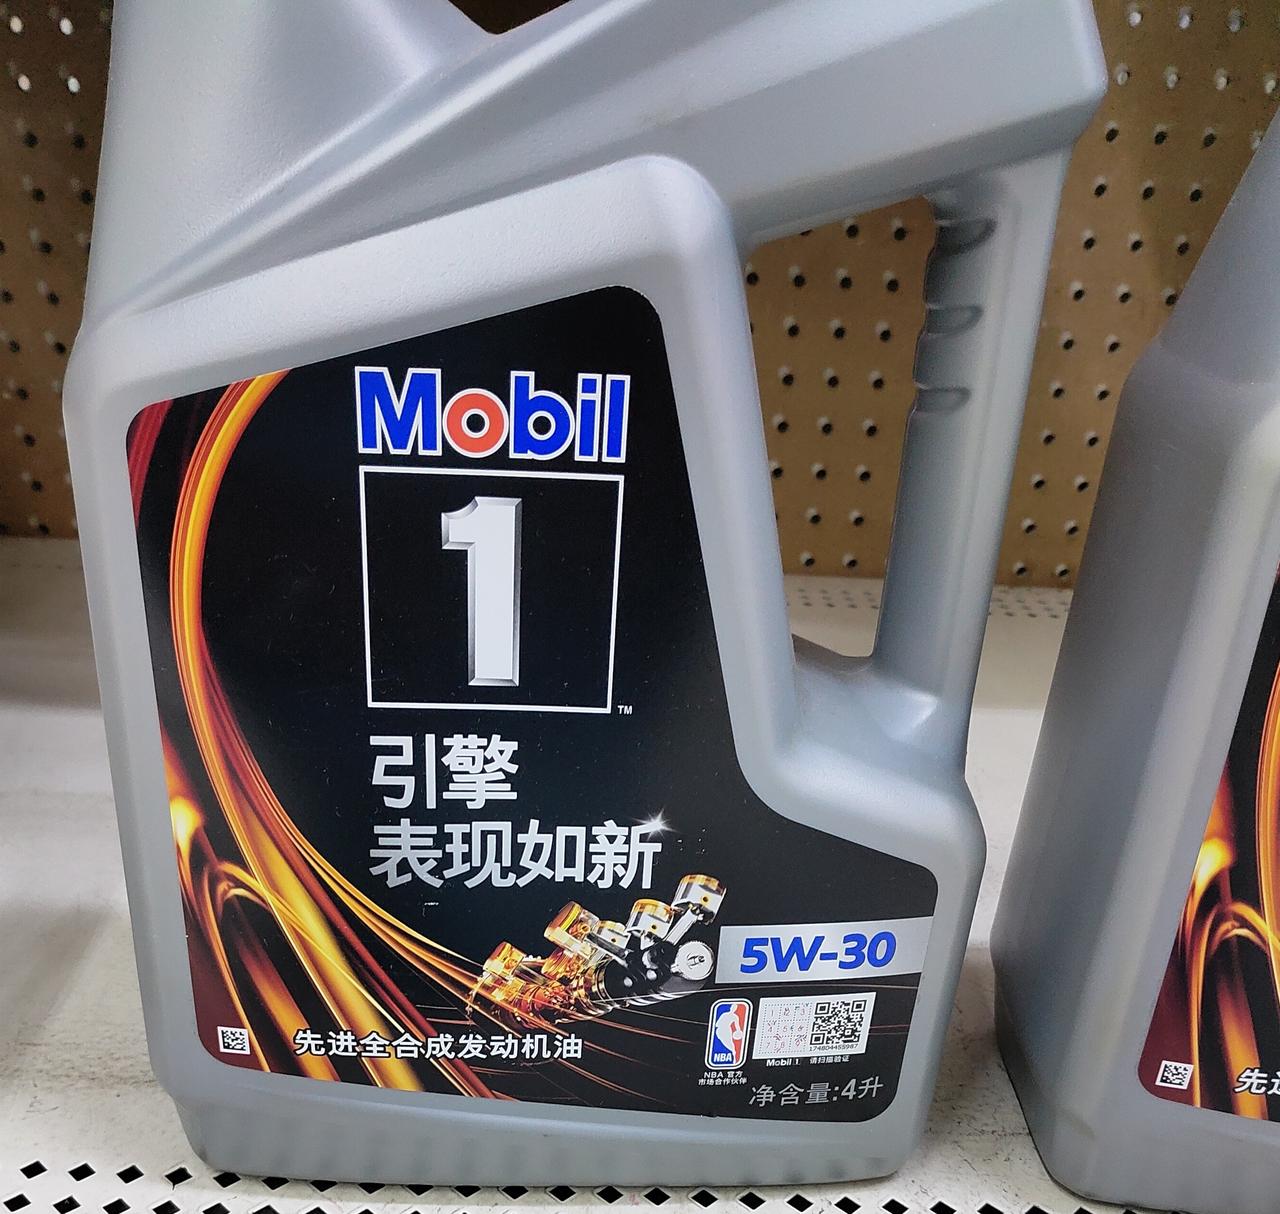 Mobil
1
TM
引擎
表现如新
5W-30
先进全合成发动机油
NBA
NBA 官方
市场合作伙伴
Mobil 1
请扫描验证
净含量:4升
先进